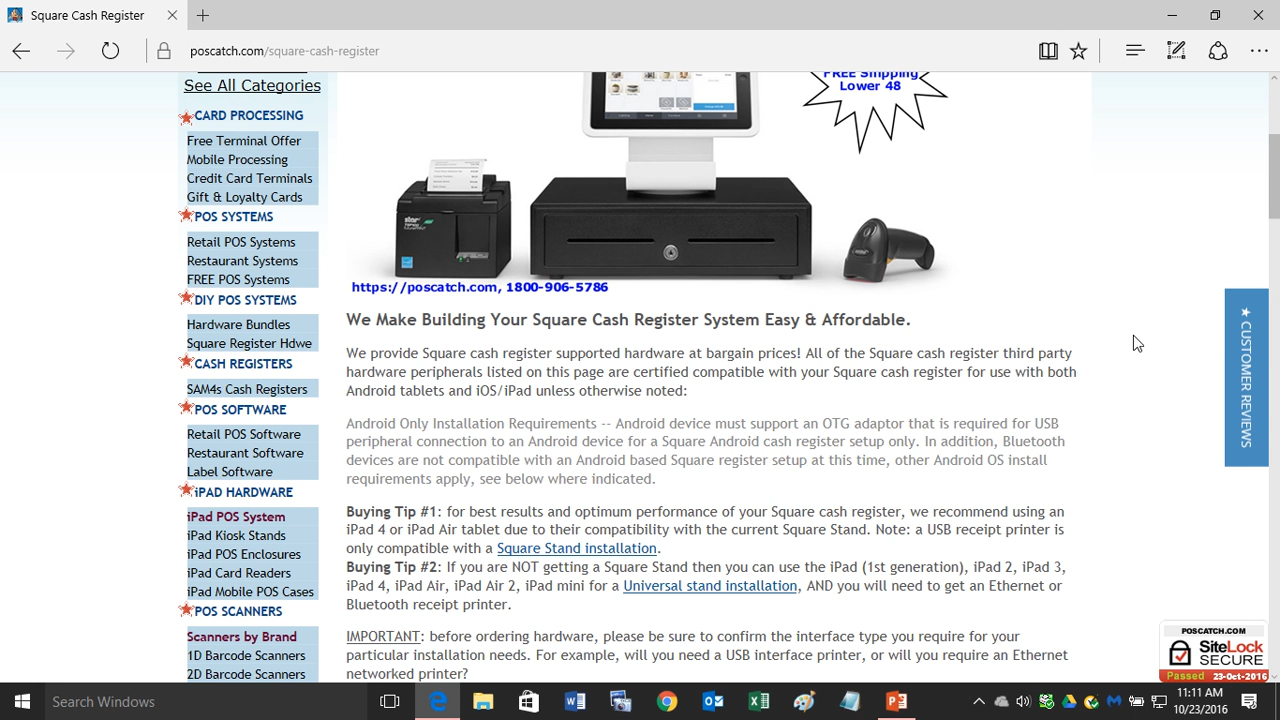 Square Cash Register
poscatch.com/square-cash-register
See All Categories
CARD PROCESSING
Free Terminal Offer
Mobile Processing
Credit Card Terminals
Gift & Loyalty Cards
POS SYSTEMS
Retail POS Systems
Restaurant Systems
FREE POS Systems
DIY POS SYSTEMS
Hardware Bundles
Square Register Hdwe
CASH REGISTERS
SAM4s Cash Registers
POS SOFTWARE
Retail POS Software
Restaurant Software
Label Software
iPAD HARDWARE
iPad POS System
iPad Kiosk Stands
iPad POS Enclosures
iPad Card Readers
iPad Mobile POS Cases
POS SCANNERS
Scanners by Brand
1D Barcode Scanners
2D Barcode Scanners
FREE Shipping
Lower 48
star
https://poscatch.com, 1800-906-5786
We Make Building Your Square Cash Register System Easy & Affordable.
We provide Square cash register supported hardware at bargain prices! All of the Square cash register third party
hardware peripherals listed on this page are certified compatible with your Square cash register for use with both
Android tablets and iOS/iPad unless otherwise noted:
Android Only Installation Requirements -- Android device must support an OTG adaptor that is required for USB
peripheral connection to an Android device for a Square Android cash register setup only. In addition, Bluetooth
devices are not compatible with an Android based Square register setup at this time, other Android OS install
requirements apply, see below where indicated.
Buying Tip #1: for best results and optimum performance of your Square cash register, we recommend using an
iPad 4 or iPad Air tablet due to their compatibility with the current Square Stand. Note: a USB receipt printer is
only compatible with a Square Stand installation.
Buying Tip #2: If you are NOT getting a Square Stand then you can use the iPad (1st generation), iPad 2, iPad 3,
iPad 4, iPad Air, iPad Air 2, iPad mini for a Universal stand installation, AND you will need to get an Ethernet or
Bluetooth receipt printer.
IMPORTANT: before ordering hardware, please be sure to confirm the interface type you require for your
particular installation needs. For example, will you need a USB interface printer, or will you require an Ethernet
networked printer?
★ CUSTOMER REVIEWS
POSCATCH.COM
SiteLock
SECURE
Passed 23-Oct-2016
Search Windows
11:11 AM
10/23/2016